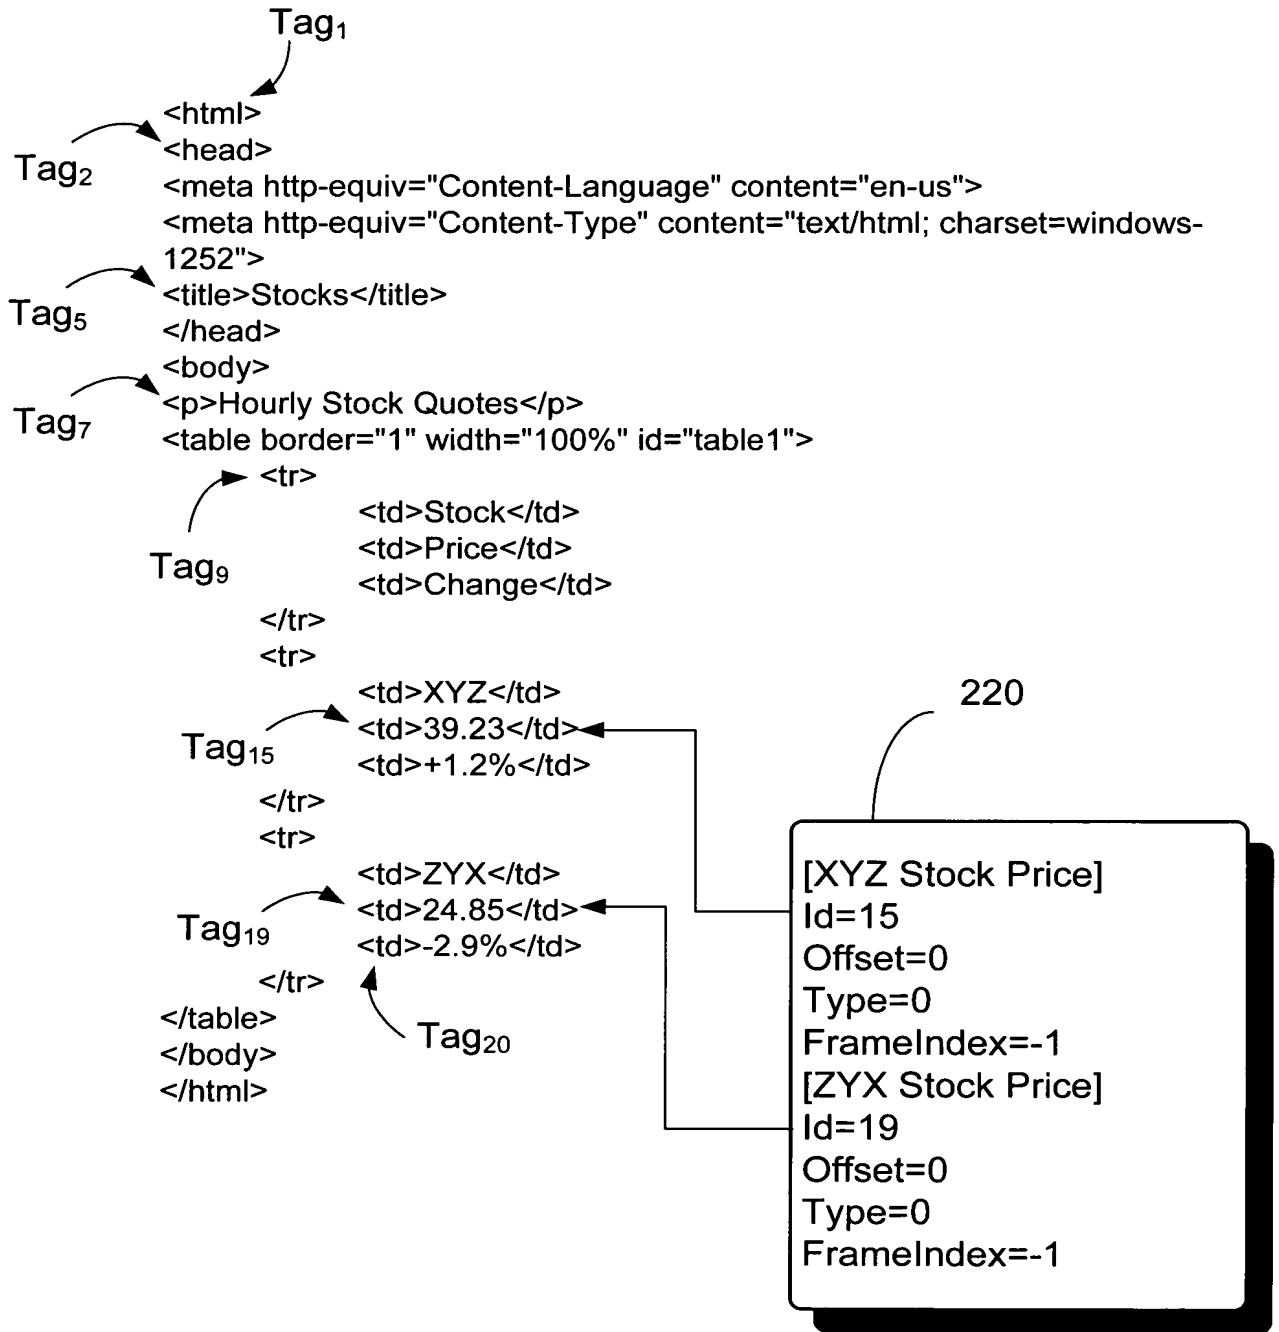 Tag₁
<html>
<head>
Tag₂
<meta http-equiv="Content-Language" content="en-us">
<meta http-equiv="Content-Type" content="text/html; charset=windows-
1252">
<title>Stocks</title>
Tag₅
</head>
<body>
<p>Hourly Stock Quotes</p>
Tag₇
<table border="1" width="100%" id="table1">
<tr>
<td>Stock</td>
<td>Price</td>
Tag₉
<td>Change</td>
</tr>
<tr>
<td>XYZ</td>
<td>39.23</td>
Tag₁₅
<td>+1.2%</td>
</tr>
<tr>
<td>ZYX</td>
<td>24.85</td>
Tag₁₉
<td>-2.9%</td>
</tr>
</table>
Tag₂₀
</body>
</html>
220
[XYZ Stock Price]
Id=15
Offset=0
Type=0
FrameIndex=-1
[ZYX Stock Price]
Id=19
Offset=0
Type=0
FrameIndex=-1